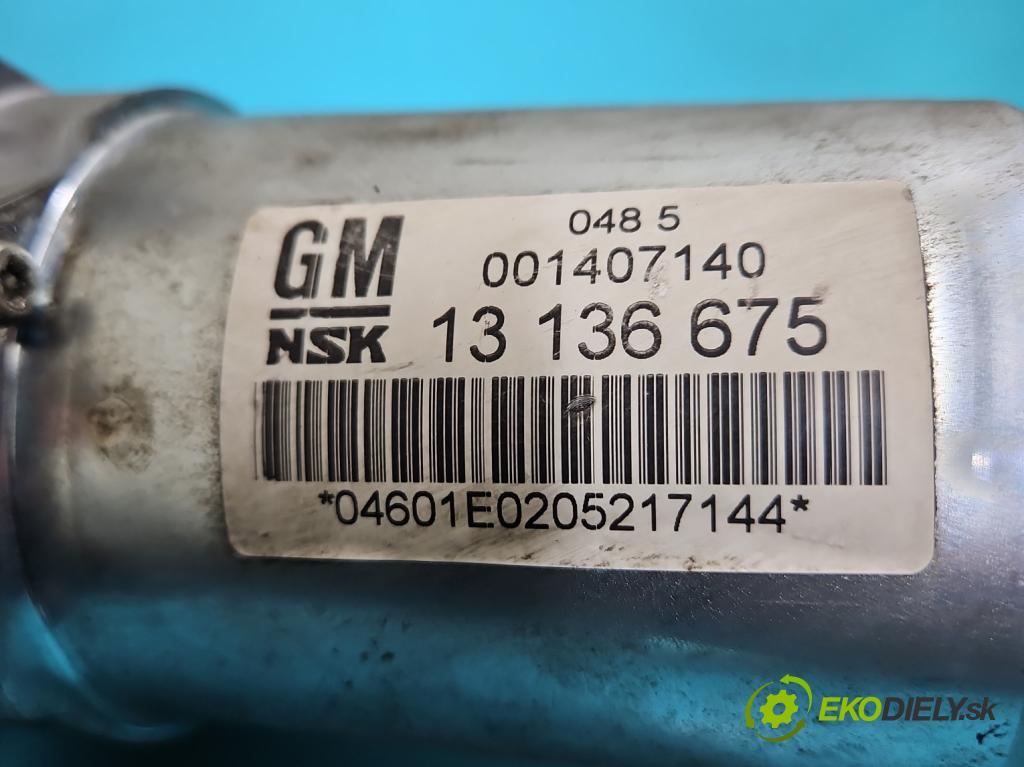 048 5
GM
001407140
NSK 13 136 675
*04601E0205217144*
EKODIELY.sk